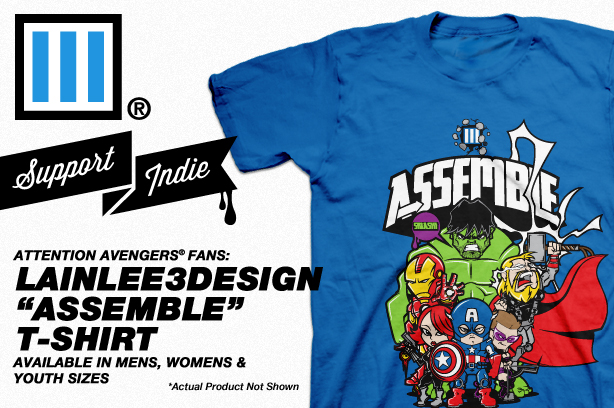 ®
Support
Indie
ATTENTION AVENGERS® FANS:
LAINLEE3DESIGN
“ASSEMBLE”
T-SHIRT
AVAILABLE IN MENS, WOMENS &
YOUTH SIZES
*Actual Product Not Shown
ASSEMBLE
A